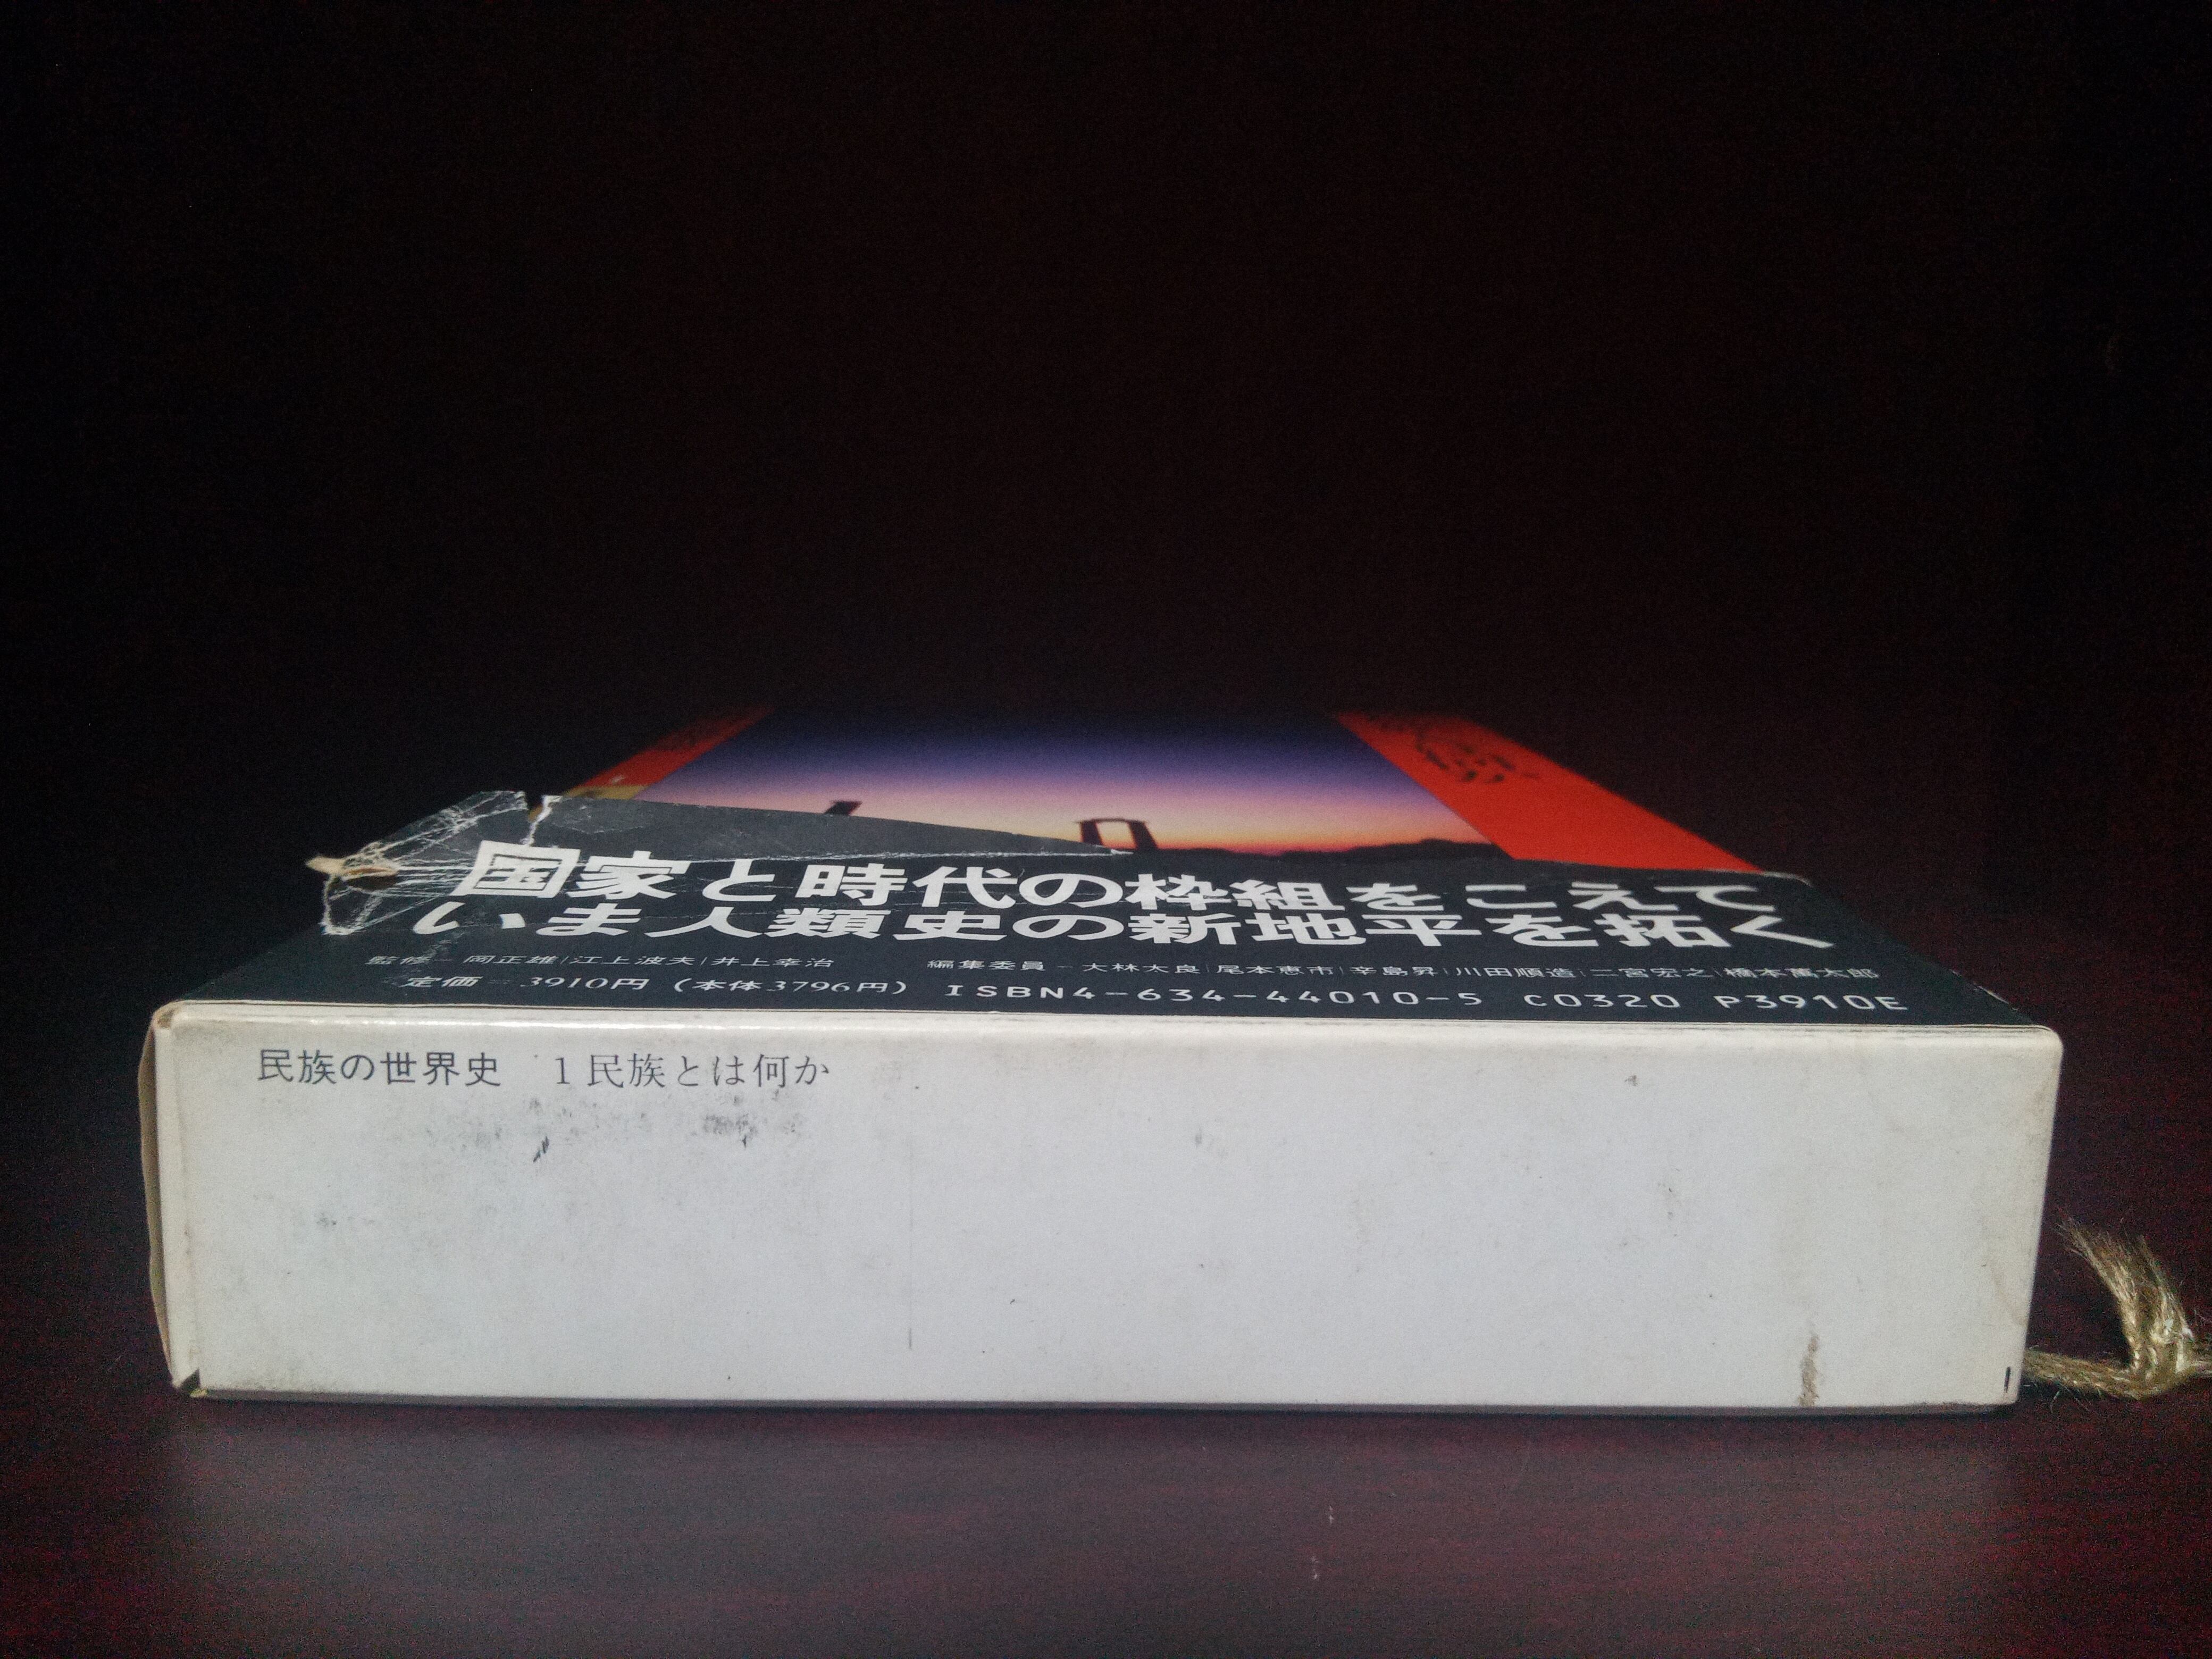 国家と時代の枠組をこえて
いま人類史の新地平を拓く
監修―岡正雄|江上波夫|井上幸治 編集委員―大林太良|尾本恵市|辛島昇|川田順造|二宮宏之|橋本萬太郎
定価=3910円(本体3796円) ISBN4-634-44010-5 C0320 P3910E
民族の世界史 1民族とは何か